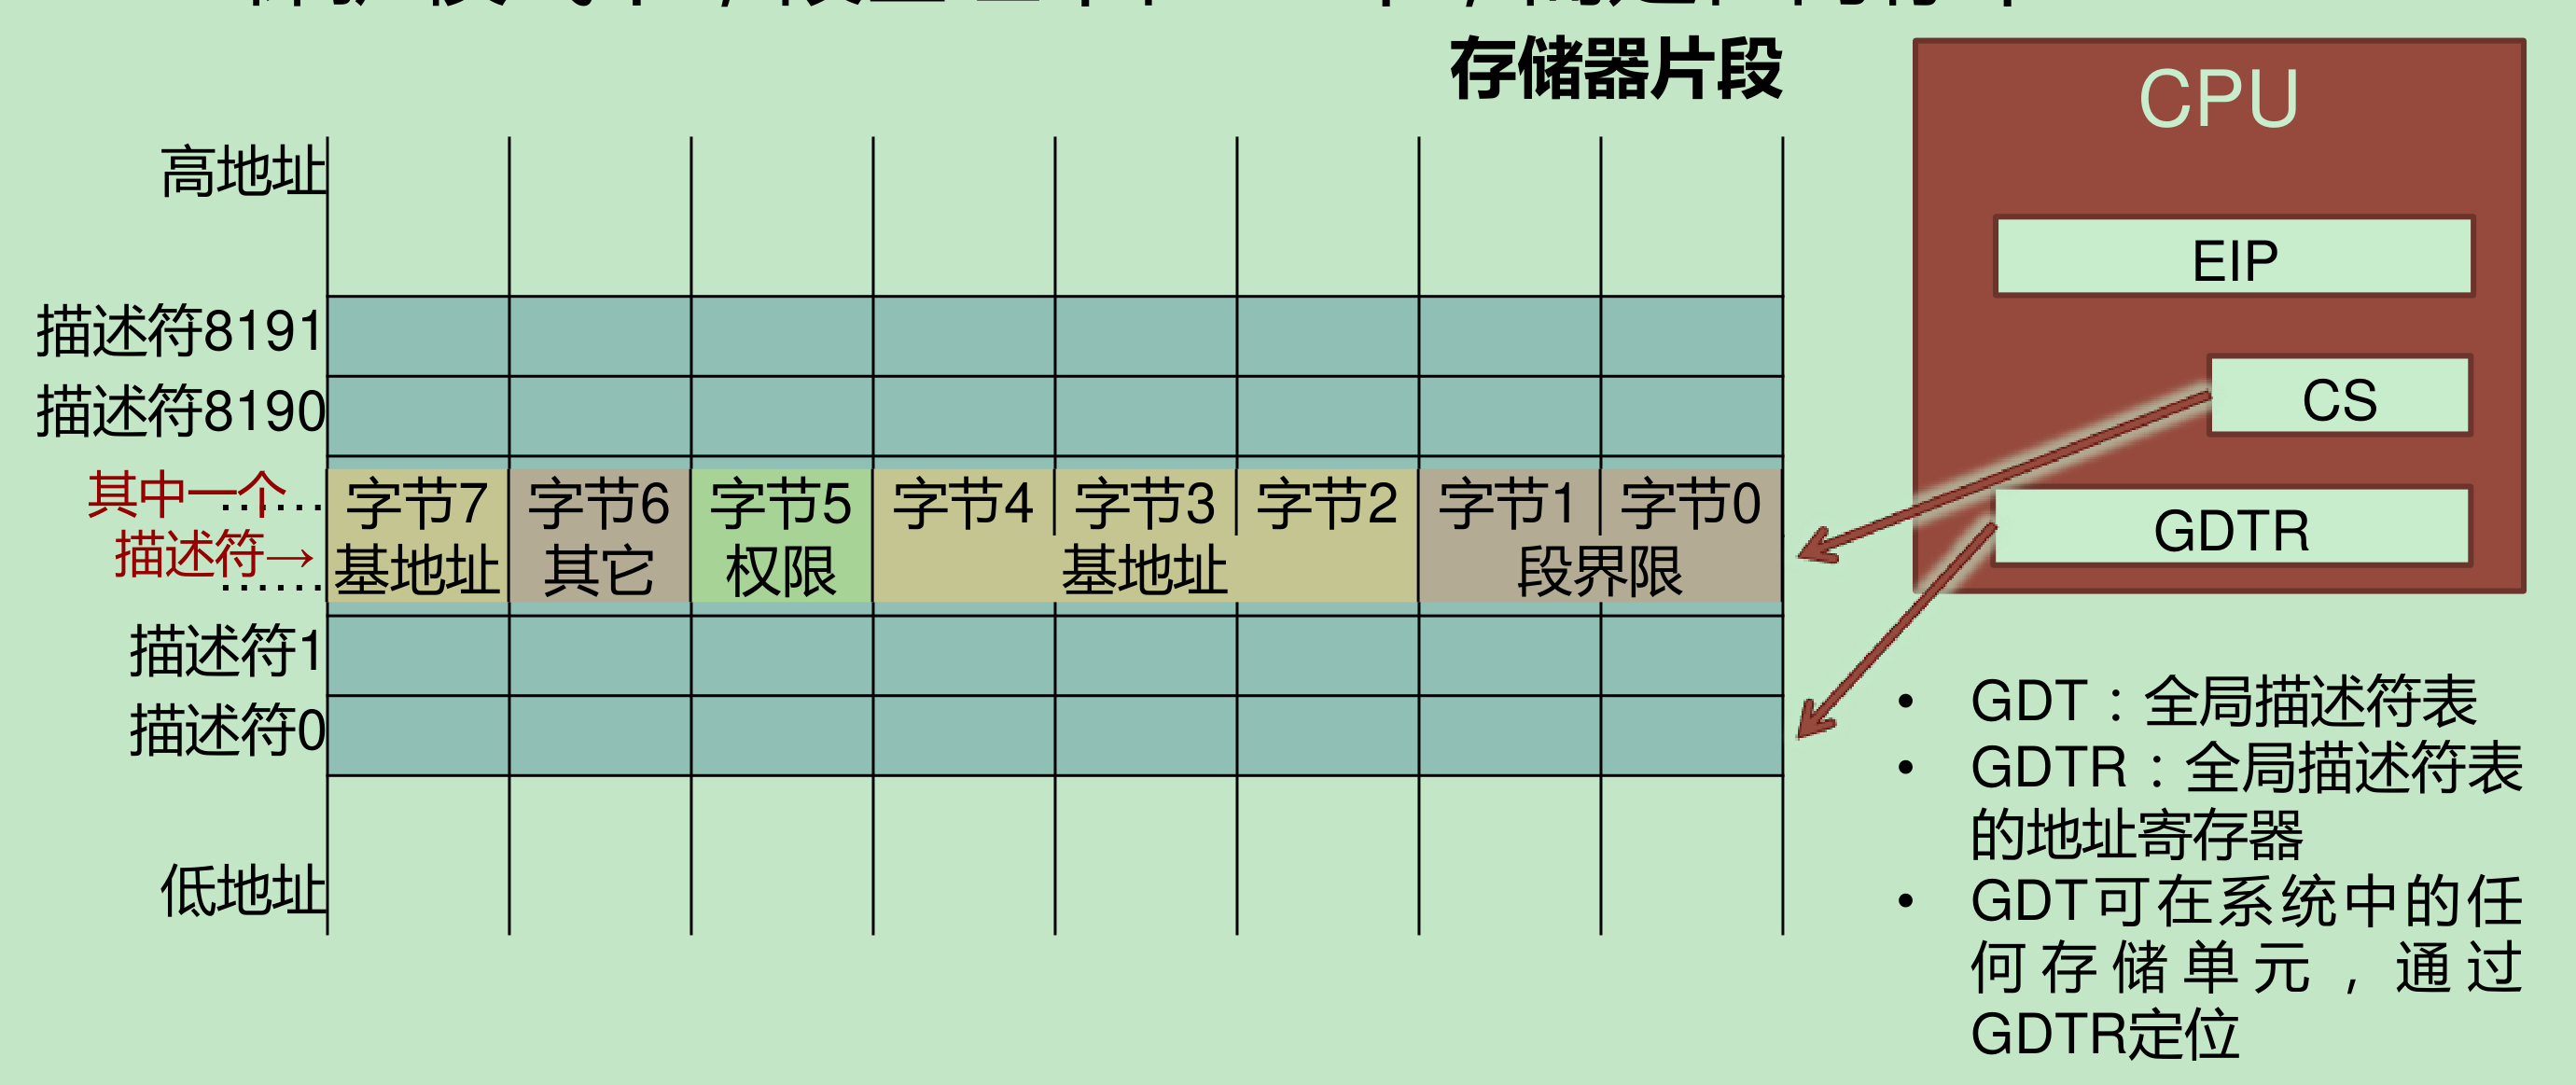 存储器片段
CPU
高地址
EIP
描述符8191
CS
描述符8190
其中一个
……
描述符→
……
字节7
字节6
字节5
字节4
字节3
字节2
字节1
字节0
基地址
其它
权限
基地址
段界限
GDTR
描述符1
描述符0
低地址
• GDT：全局描述符表
• GDTR：全局描述符表
的地址寄存器
• GDT可在系统中的任
何存储单元，通过
GDTR定位